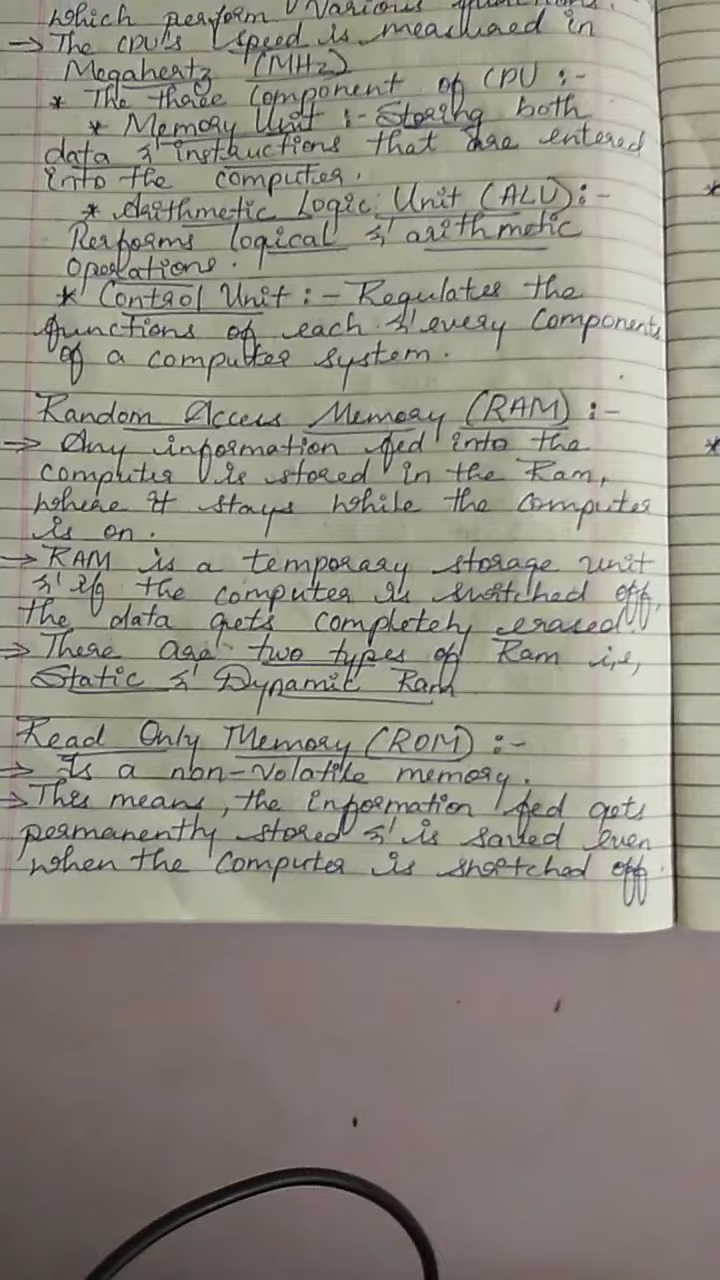 which perform various functions.
→ The CPU's speed is measured in
Megahertz (MHz)
* The three component of CPU :-
* Memory Unit :- Storing both
data & instructions that are entered
into the computer.
* Arithmetic Logic Unit (ALU) :-
Performs logical & arithmetic
operations.
* Control Unit :- Regulates the
functions of each & every components
of a computer system.
Random Access Memory (RAM) :-
→ Any information fed into the
computer is stored in the Ram,
where it stays while the computer
is on.
→ RAM is a temporary storage unit
& if the computer is switched off,
the data gets completely erased.
→ There are two types of Ram i,e,
Static & Dynamic Ram
Read Only Memory (ROM) :-
→ Is a non-volatile memory.
→ This means, the information fed gets
permanently stored & is saved even
when the computer is switched off.
*
*